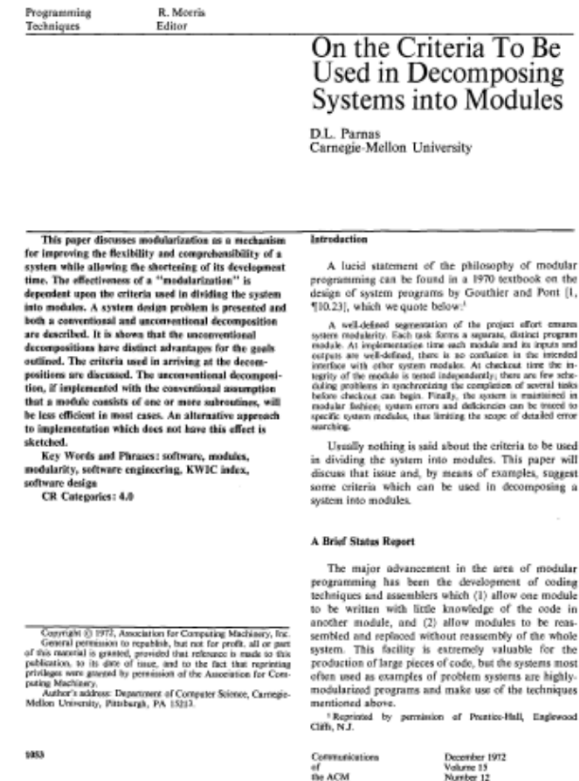 Programming
Techniques
R. Morris
Editor
On the Criteria To Be
Used in Decomposing
Systems into Modules
D.L. Parnas
Carnegie-Mellon University
This paper discusses modularization as a mechanism
for improving the flexibility and comprehensibility of a
system while allowing the shortening of its development
time. The effectiveness of a "modularization" is
dependent upon the criteria used in dividing the system
into modules. A system design problem is presented and
both a conventional and unconventional decomposition
are described. It is shown that the unconventional
decompositions have distinct advantages for the goals
outlined. The criteria used in arriving at the decom-
positions are discussed. The unconventional decomposi-
tion, if implemented with the conventional assumption
that a module consists of one or more subroutines, will
be less efficient in most cases. An alternative approach
to implementation which does not have this effect is
sketched.
Key Words and Phrases: software, modules,
modularity, software engineering, KWIC index,
software design
CR Categories: 4.0
Copyright © 1972, Association for Computing Machinery, Inc.
General permission to republish, but not for profit, all or part
of this material is granted, provided that reference is made to this
publication, to its date of issue, and to the fact that reprinting
privileges were granted by permission of the Association for Com-
puting Machinery.
Author's address: Department of Computer Science, Carnegie-
Mellon University, Pittsburgh, PA 15213.
1053
Introduction
A lucid statement of the philosophy of modular
programming can be found in a 1970 textbook on the
design of system programs by Gouthier and Pont [1,
¶10.23], which we quote below:¹
A well-defined segmentation of the project effort ensures
system modularity. Each task forms a separate, distinct program
module. At implementation time each module and its inputs and
outputs are well-defined, there is no confusion in the intended
interface with other system modules. At checkout time the in-
tegrity of the module is tested independently; there are few sche-
duling problems in synchronizing the completion of several tasks
before checkout can begin. Finally, the system is maintained in
modular fashion; system errors and deficiencies can be traced to
specific system modules, thus limiting the scope of detailed error
searching.
Usually nothing is said about the criteria to be used
in dividing the system into modules. This paper will
discuss that issue and, by means of examples, suggest
some criteria which can be used in decomposing a
system into modules.
A Brief Status Report
The major advancement in the area of modular
programming has been the development of coding
techniques and assemblers which (1) allow one module
to be written with little knowledge of the code in
another module, and (2) allow modules to be reas-
sembled and replaced without reassembly of the whole
system. This facility is extremely valuable for the
production of large pieces of code, but the systems most
often used as examples of problem systems are highly-
modularized programs and make use of the techniques
mentioned above.
¹ Reprinted by permission of Prentice-Hall, Englewood
Cliffs, N.J.
Communications
of
the ACM
December 1972
Volume 15
Number 12